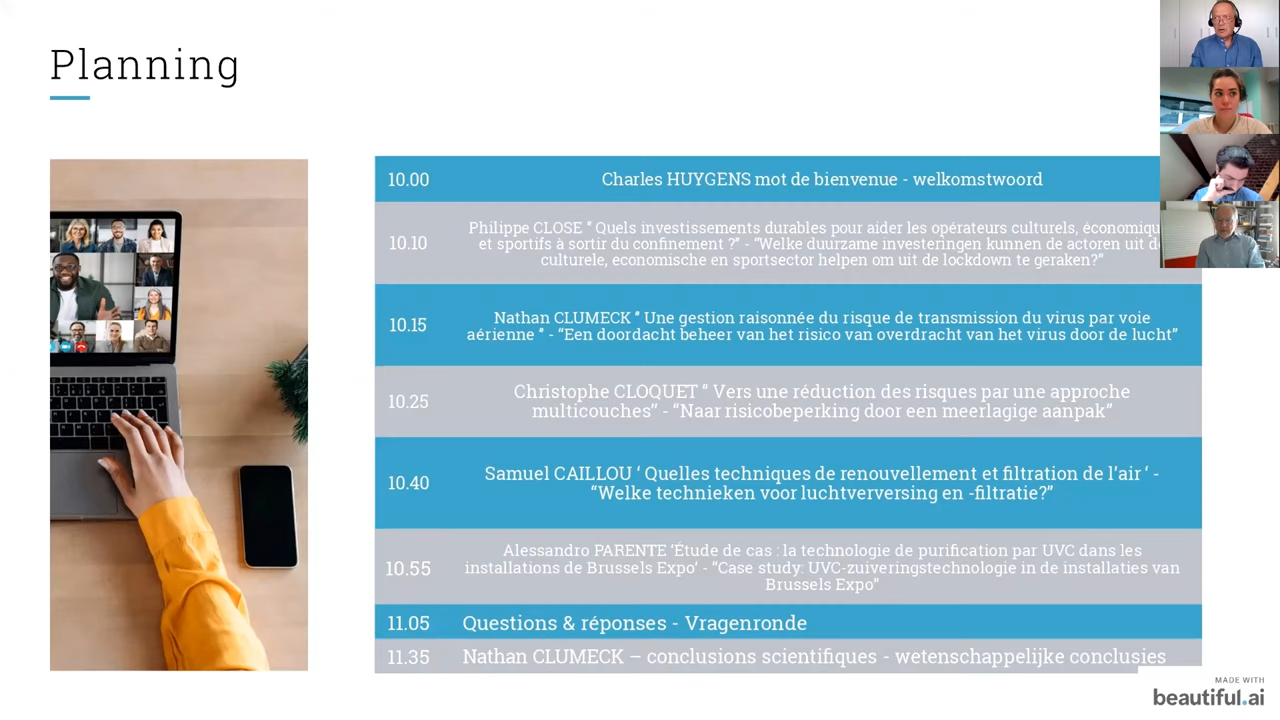 Planning
10.00 Charles HUYGENS mot de bienvenue - welkomstwoord
10.10 Philippe CLOSE " Quels investissements durables pour aider les opérateurs culturels, économiqu
et sportifs à sortir du confinement ?" - "Welke duurzame investeringen kunnen de actoren uit d
culturele, economische en sportsector helpen om uit de lockdown te geraken?"
10.15 Nathan CLUMECK " Une gestion raisonnée du risque de transmission du virus par voie
aérienne " - "Een doordacht beheer van het risico van overdracht van het virus door de lucht"
10.25 Christophe CLOQUET " Vers une réduction des risques par une approche
multicouches" - "Naar risicobeperking door een meerlagige aanpak"
10.40 Samuel CAILLOU ' Quelles techniques de renouvellement et filtration de l'air ' -
"Welke technieken voor luchtverversing en -filtratie?"
10.55 Alessandro PARENTE 'Étude de cas : la technologie de purification par UVC dans les
installations de Brussels Expo' - "Case study: UVC-zuiveringstechnologie in de installaties van
Brussels Expo"
11.05 Questions & réponses - Vragenronde
11.35 Nathan CLUMECK – conclusions scientifiques - wetenschappelijke conclusies
MADE WITH
beautiful.ai